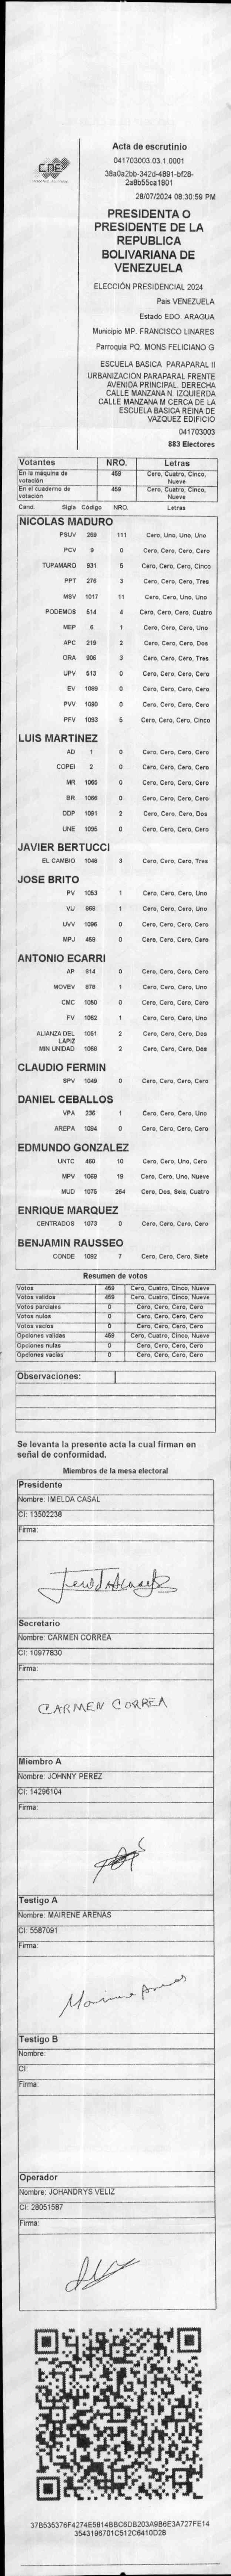 CNE
Acta de escrutinio
041703003.03.1.0001
38a0a2bb-342d-4891-bf28-
2a8b55ca1801
28/07/2024 08:30:59 PM
PRESIDENTA O
PRESIDENTE DE LA
REPUBLICA
BOLIVARIANA DE
VENEZUELA
ELECCIÓN PRESIDENCIAL 2024
Pais VENEZUELA
Estado EDO. ARAGUA
Municipio MP. FRANCISCO LINARES
Parroquia PQ. MONS FELICIANO G
ESCUELA BASICA PARAPARAL II
URBANIZACION PARAPARAL FRENTE
AVENIDA PRINCIPAL. DERECHA
CALLE MANZANA N. IZQUIERDA
CALLE MANZANA M CERCA DE LA
ESCUELA BASICA REINA DE
VAZQUEZ EDIFICIO
041703003
883 Electores
Votantes NRO. Letras
En la máquina de votación 459 Cero, Cuatro, Cinco, Nueve
En el cuaderno de votación 459 Cero, Cuatro, Cinco, Nueve
Cand. Sigla Código NRO. Letras
NICOLAS MADURO
PSUV 269 111 Cero, Uno, Uno, Uno
PCV 9 0 Cero, Cero, Cero, Cero
TUPAMARO 931 5 Cero, Cero, Cero, Cinco
PPT 276 3 Cero, Cero, Cero, Tres
MSV 1017 11 Cero, Cero, Uno, Uno
PODEMOS 514 4 Cero, Cero, Cero, Cuatro
MEP 6 1 Cero, Cero, Cero, Uno
APC 219 2 Cero, Cero, Cero, Dos
ORA 906 3 Cero, Cero, Cero, Tres
UPV 513 0 Cero, Cero, Cero, Cero
EV 1089 0 Cero, Cero, Cero, Cero
PVV 1090 0 Cero, Cero, Cero, Cero
PFV 1093 5 Cero, Cero, Cero, Cinco
LUIS MARTINEZ
AD 1 0 Cero, Cero, Cero, Cero
COPEI 2 0 Cero, Cero, Cero, Cero
MR 1065 0 Cero, Cero, Cero, Cero
BR 1066 0 Cero, Cero, Cero, Cero
DDP 1091 2 Cero, Cero, Cero, Dos
UNE 1095 0 Cero, Cero, Cero, Cero
JAVIER BERTUCCI
EL CAMBIO 1048 3 Cero, Cero, Cero, Tres
JOSE BRITO
PV 1053 1 Cero, Cero, Cero, Uno
VU 968 1 Cero, Cero, Cero, Uno
UVV 1096 0 Cero, Cero, Cero, Cero
MPJ 459 0 Cero, Cero, Cero, Cero
ANTONIO ECARRI
AP 914 0 Cero, Cero, Cero, Cero
MOVEV 978 1 Cero, Cero, Cero, Uno
CMC 1050 0 Cero, Cero, Cero, Cero
FV 1062 1 Cero, Cero, Cero, Uno
ALIANZA DEL LAPIZ 1051 2 Cero, Cero, Cero, Dos
MIN UNIDAD 1088 2 Cero, Cero, Cero, Dos
CLAUDIO FERMIN
SPV 1049 0 Cero, Cero, Cero, Cero
DANIEL CEBALLOS
VPA 236 1 Cero, Cero, Cero, Uno
AREPA 1094 0 Cero, Cero, Cero, Cero
EDMUNDO GONZALEZ
UNTC 460 10 Cero, Cero, Uno, Cero
MPV 1069 19 Cero, Cero, Uno, Nueve
MUD 1075 264 Cero, Dos, Seis, Cuatro
ENRIQUE MARQUEZ
CENTRADOS 1073 0 Cero, Cero, Cero, Cero
BENJAMIN RAUSSEO
CONDE 1092 7 Cero, Cero, Cero, Siete
Resumen de votos
Votos 459 Cero, Cuatro, Cinco, Nueve
Votos validos 459 Cero, Cuatro, Cinco, Nueve
Votos parciales 0 Cero, Cero, Cero, Cero
Votos nulos 0 Cero, Cero, Cero, Cero
Votos vacios 0 Cero, Cero, Cero, Cero
Opciones validas 459 Cero, Cuatro, Cinco, Nueve
Opciones nulas 0 Cero, Cero, Cero, Cero
Opciones vacias 0 Cero, Cero, Cero, Cero
Observaciones:
Se levanta la presente acta la cual firman en
señal de conformidad.
Miembros de la mesa electoral
Presidente
Nombre: IMELDA CASAL
CI: 13502238
Firma:
Secretario
Nombre: CARMEN CORREA
CI: 10977830
Firma:
CARMEN CORREA
Miembro A
Nombre: JOHNNY PEREZ
CI: 14296104
Firma:
Testigo A
Nombre: MAIRENE ARENAS
CI: 5587091
Firma:
Testigo B
Nombre:
CI:
Firma:
Operador
Nombre: JOHANDRYS VELIZ
CI: 28051587
Firma:
37B535376F4274E5814BBC6DB203A9B6E3A727FE14
3543196701C512C6410D28